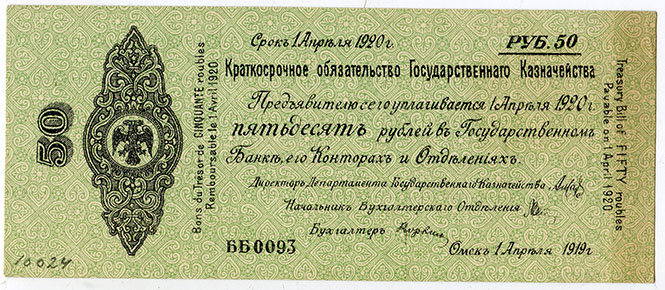 50
10024
Bons du Trésor de CINQUANTE roubles
Remboursable le 1 Avril 1920
Срокъ 1 Апрѣля 1920 г.
РУБ. 50
Краткосрочное обязательство Государственнаго Казначейства
Предъявителю сего уплачивается 1 Апрѣля 1920 г.
пятьдесятъ рублей въ Государственномъ
Банкѣ, его Конторахъ и Отдѣленіяхъ.
Директоръ Департамента Государственнаго Казначейства
Начальникъ Бухгалтерскаго Отдѣленія
Бухгалтеръ
ББ0093
Омскъ 1 Апрѣля 1919 г.
Treasury Bill of FIFTY roubles
Payable on 1 April 1920